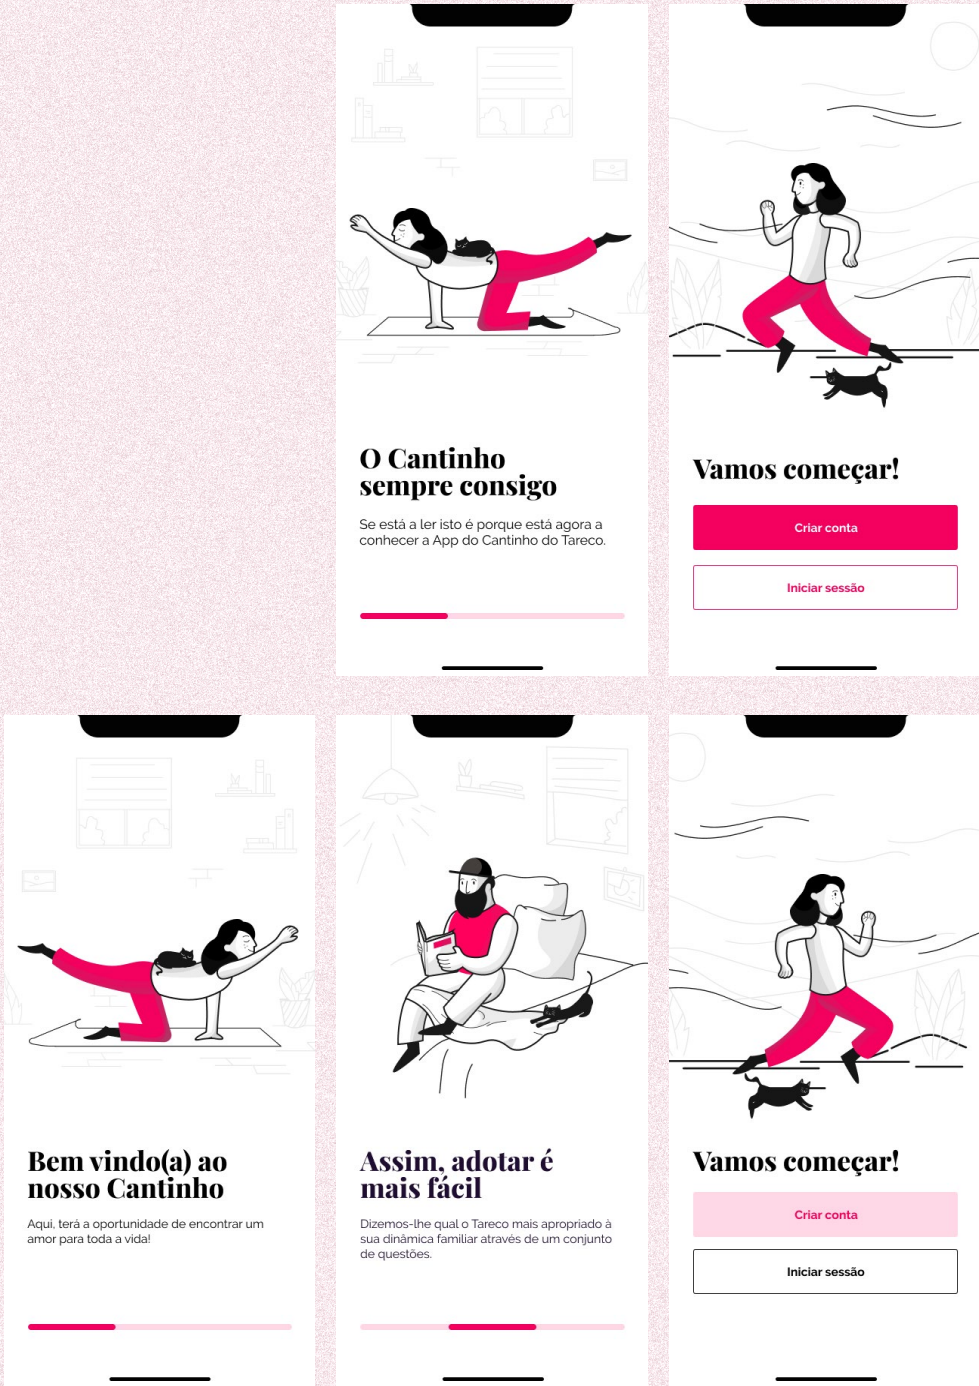 O Cantinho
sempre consigo
Se está a ler isto é porque está agora a
conhecer a App do Cantinho do Tareco.
Vamos começar!
Criar conta
Iniciar sessão
Bem vindo(a) ao
nosso Cantinho
Aqui, terá a oportunidade de encontrar um
amor para toda a vida!
Assim, adotar é
mais fácil
Dizemos-lhe qual o Tareco mais apropriado à
sua dinâmica familiar através de um conjunto
de questões.
Vamos começar!
Criar conta
Iniciar sessão